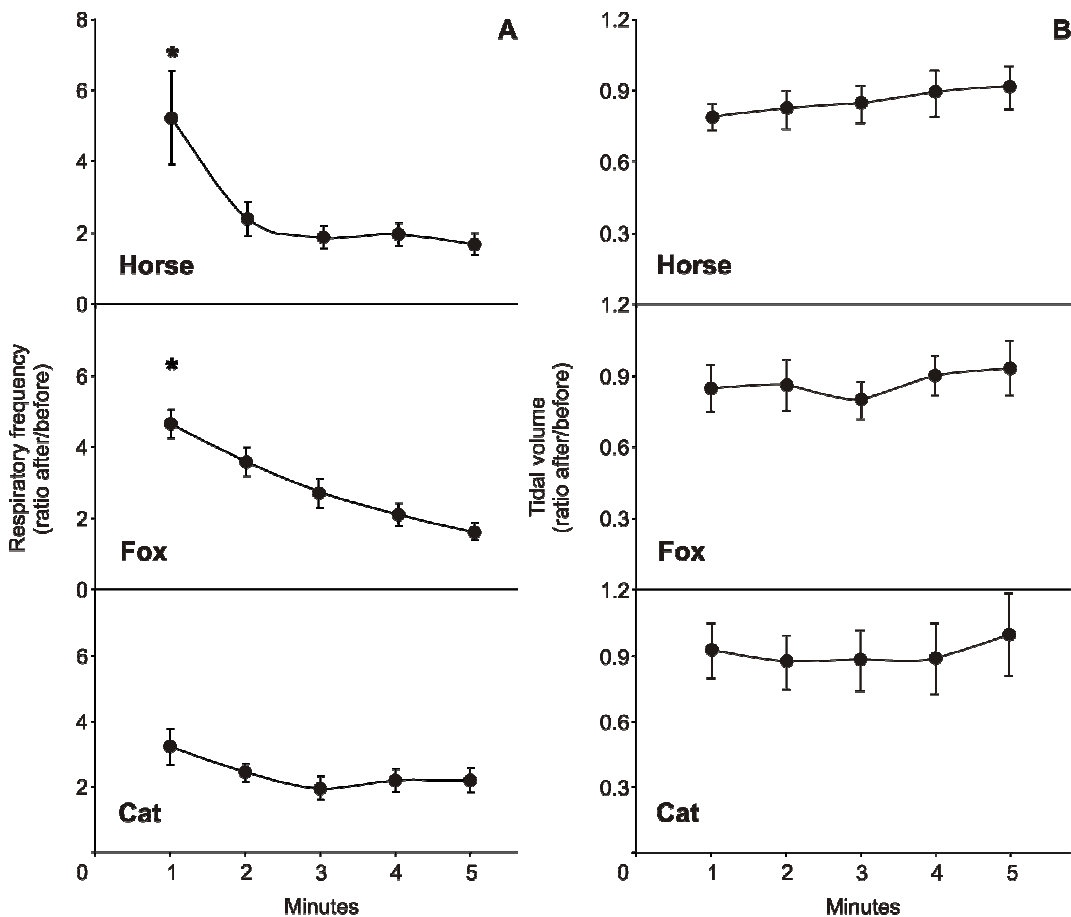 A
8
*
6
4
2
Horse
0
*
6
4
2
Fox
0
6
4
2
Cat
0
1 2 3 4 5
Minutes
Respiratory frequency
(ratio after/before)
B
1.2
0.9
0.6
0.3
Horse
1.2
0.9
0.6
0.3
Fox
1.2
0.9
0.6
0.3
Cat
0
1 2 3 4 5
Minutes
Tidal volume
(ratio after/before)